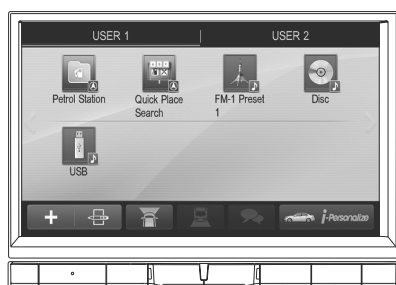 USER 1
USER 2
Petrol Station
Quick Place
Search
FM-1 Preset
1
Disc
USB
i-Personalize